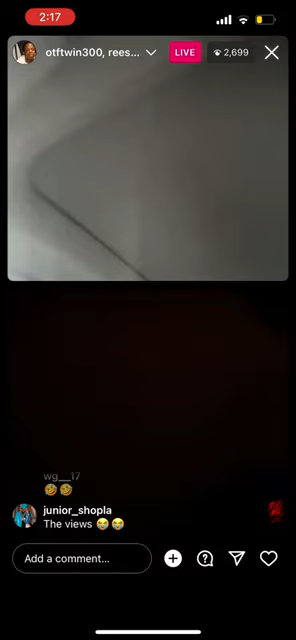 2:17
otftwin300, rees...
LIVE
2,699
wg__17
🤣🤣
junior_shopla
The views 😭😭
Add a comment...